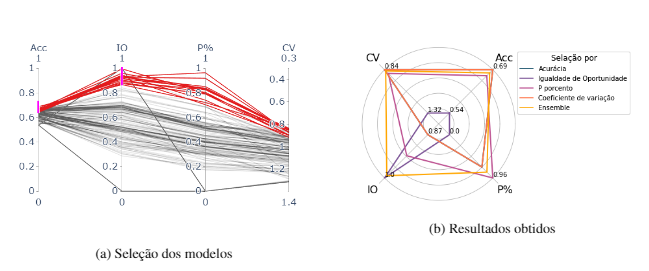 Acc IO P% CV
1 1 1 0.3
1 1 1
0.8 0.8 0.8 0.4
0.6 0.6 0.6 0.6
0.4 0.4 0.4 0.8
0.2 0.2 0.2 1
0 0 0 1.2
0 0 0 1.4
(a) Seleção dos modelos
CV Acc
0.84 0.69
1.32 0.54
0.87 0.0
1.0 0.96
IO P%
Seleção por
Acurácia
Igualdade de Oportunidade
P porcento
Coeficiente de variação
Ensemble
(b) Resultados obtidos